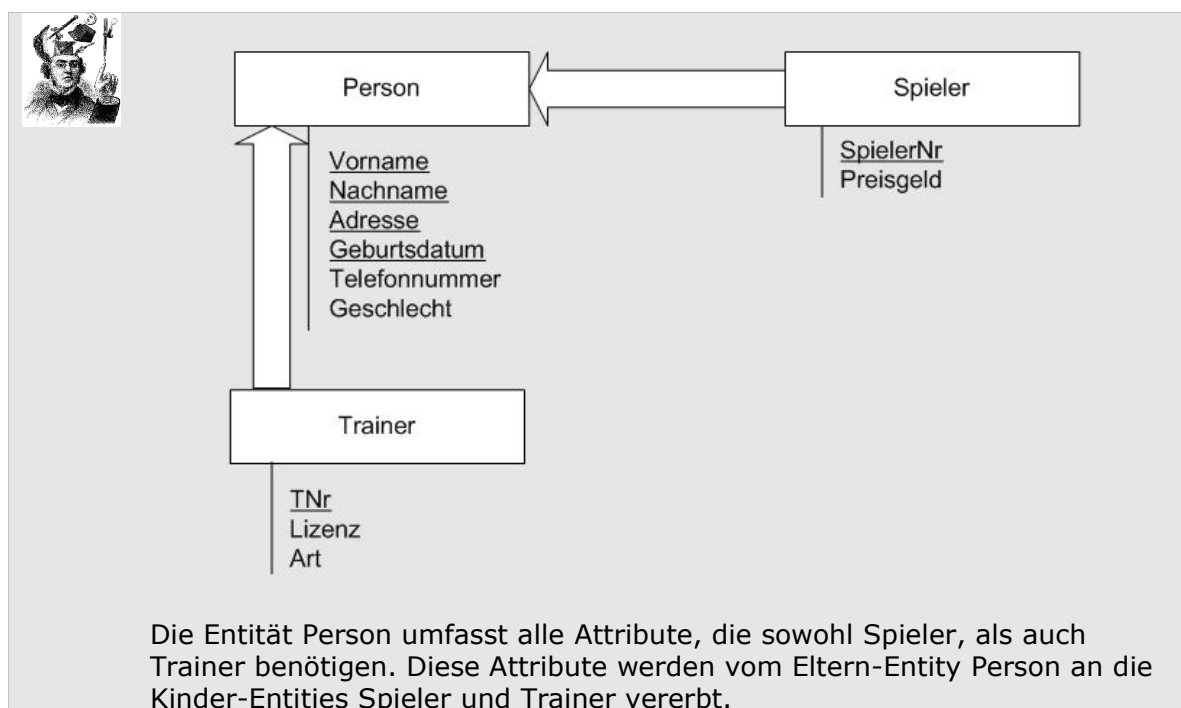 Person
Spieler
Vorname
Nachname
Adresse
Geburtsdatum
Telefonnummer
Geschlecht
SpielerNr
Preisgeld
Trainer
TNr
Lizenz
Art
Die Entität Person umfasst alle Attribute, die sowohl Spieler, als auch
Trainer benötigen. Diese Attribute werden vom Eltern-Entity Person an die
Kinder-Entities Spieler und Trainer vererbt.